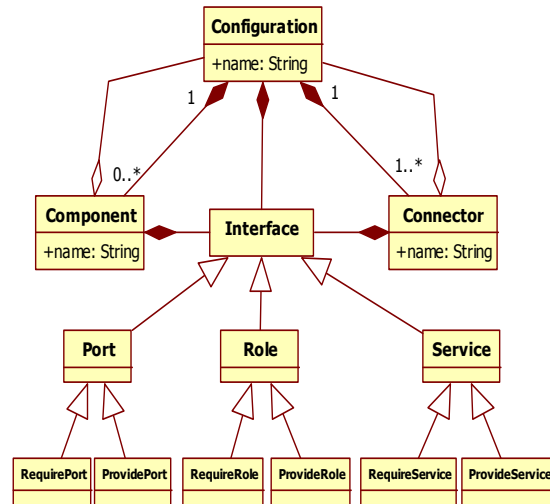 Configuration
+name: String
1
1
0..*
1..*
Component
+name: String
Interface
Connector
+name: String
Port
Role
Service
RequirePort
ProvidePort
RequireRole
ProvideRole
RequireService
ProvideService